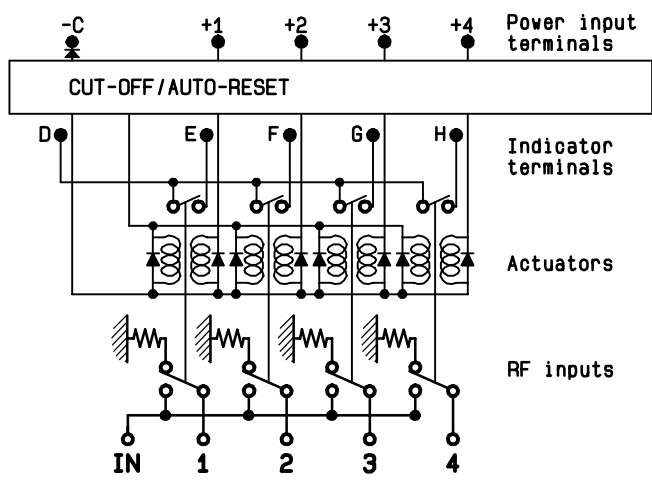 -C +1 +2 +3 +4 Power input
terminals
CUT-OFF/AUTO-RESET
D E F G H Indicator
terminals
Actuators
RF inputs
IN 1 2 3 4